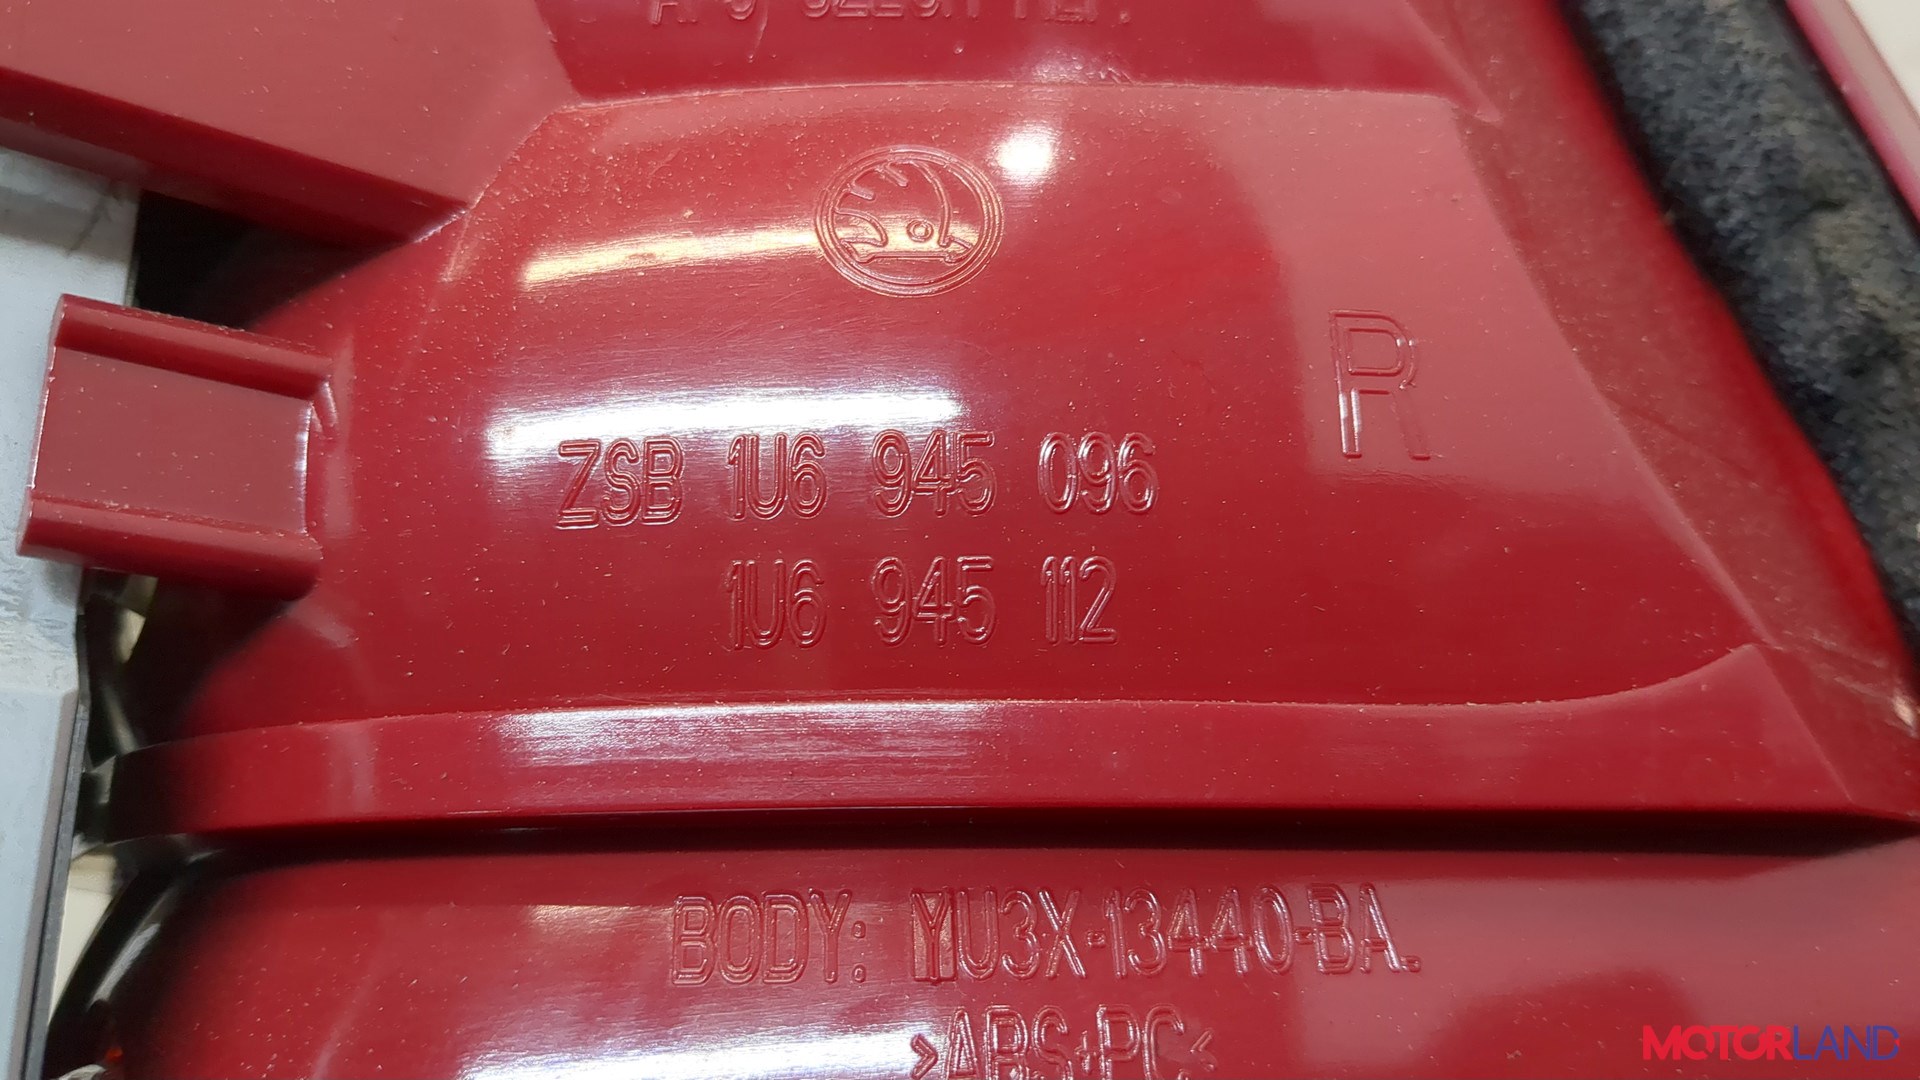 R
ZSB 1U6 945 096
1U6 945 112
BODY: YU3X-13440-BA.
>ABS+PC<
MOTORLAND